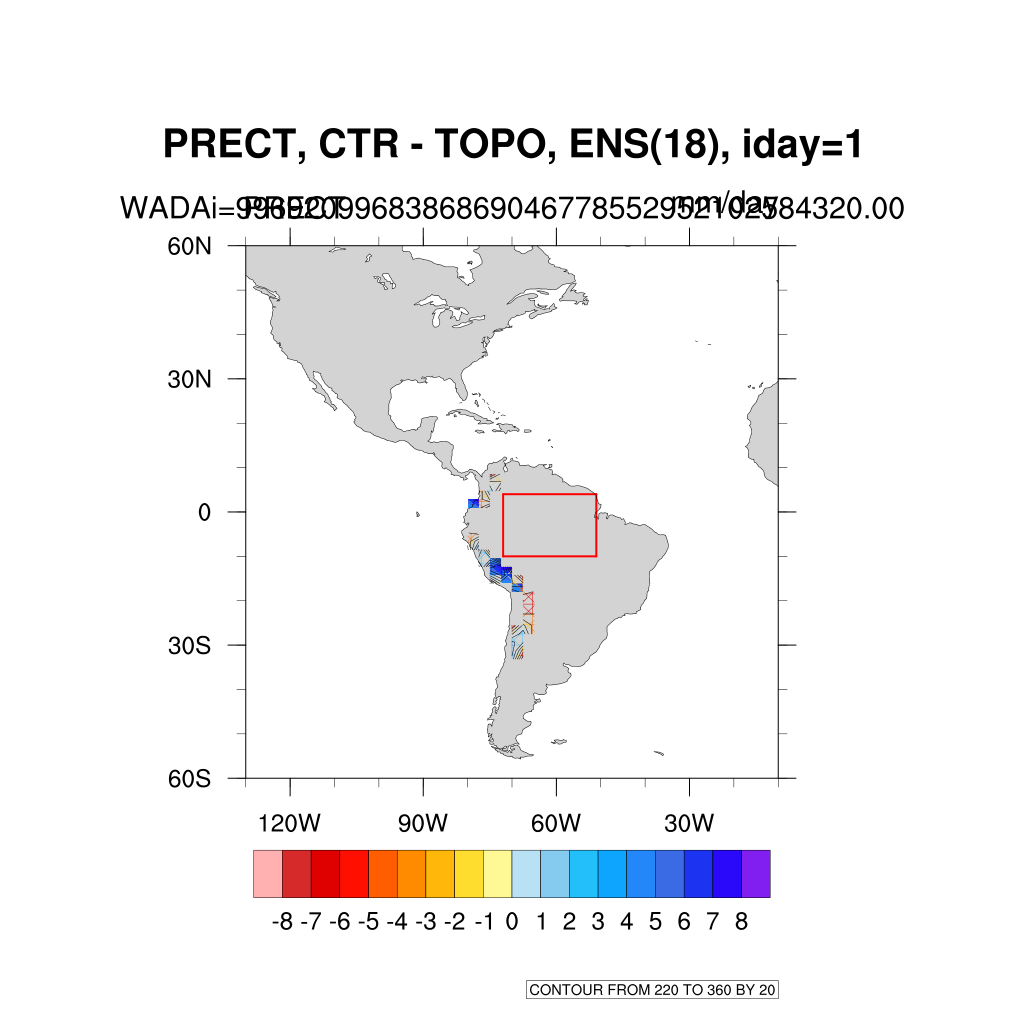 PRECT, CTR - TOPO, ENS(18), iday=1
PRECT mm/day
WADAi=9969209968386869046778552952102584320.00
60N
30N
0
30S
60S
120W 90W 60W 30W
-8 -7 -6 -5 -4 -3 -2 -1 0 1 2 3 4 5 6 7 8
CONTOUR FROM 220 TO 360 BY 20